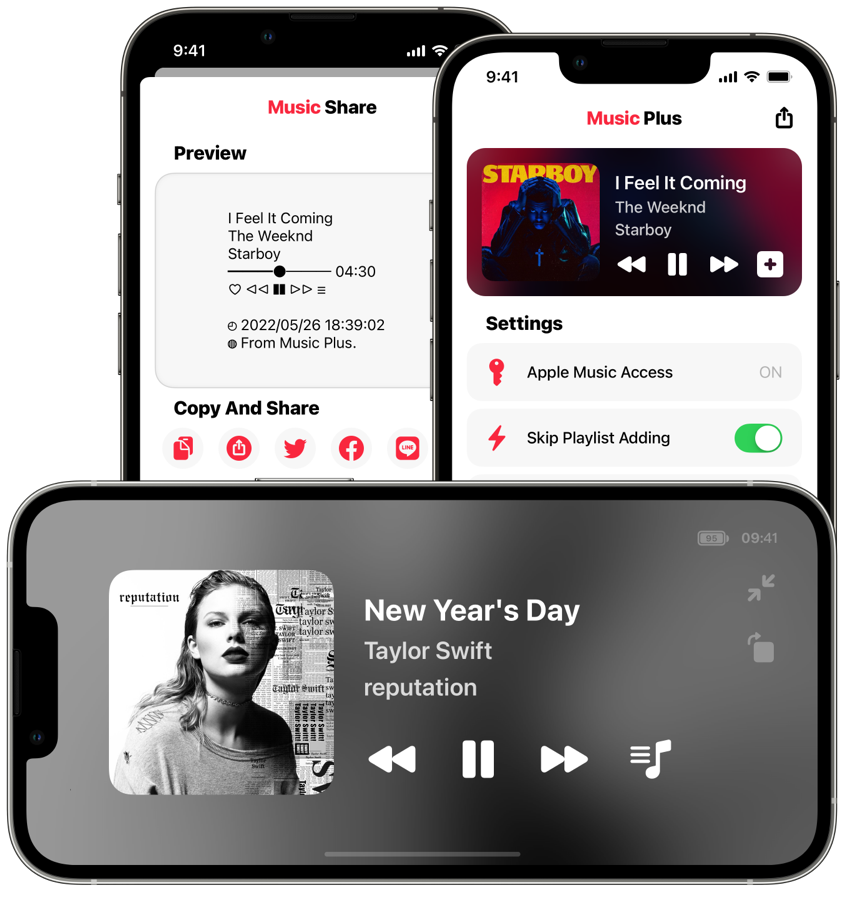 9:41
Music Share
Preview
I Feel It Coming
The Weeknd
Starboy
04:30
2022/05/26 18:39:02
From Music Plus.
Copy And Share
LINE
9:41
Music Plus
STARBOY
I Feel It Coming
The Weeknd
Starboy
Settings
Apple Music Access ON
Skip Playlist Adding
95 09:41
reputation
Taylor Swift
New Year's Day
Taylor Swift
reputation